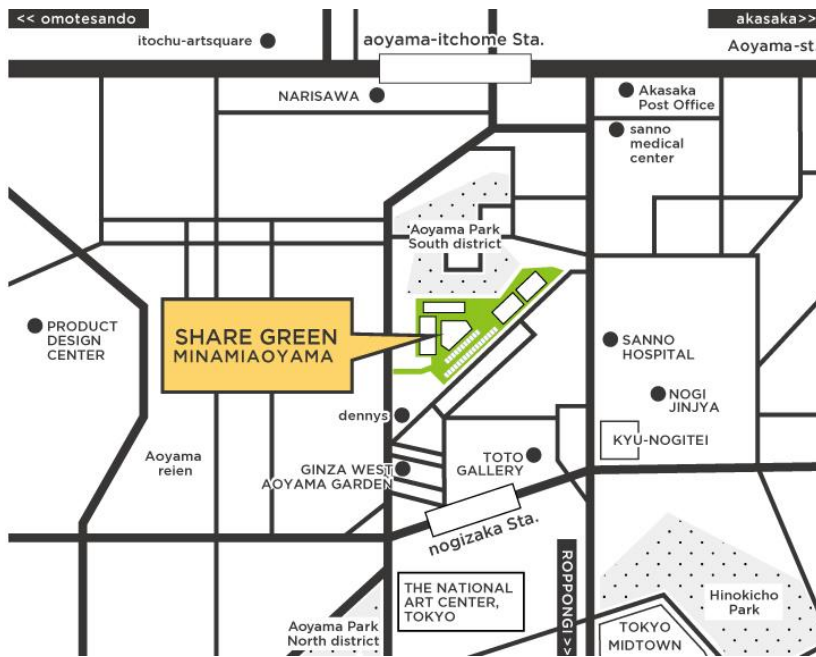 << omotesando
akasaka>>
itocho-artsquare
aoyama-itchome Sta.
Aoyama-st.
NARISAWA
Akasaka
Post Office
sanno
medical
center
Aoyama Park
South district
PRODUCT
DESIGN
CENTER
SHARE GREEN
MINAMIAOYAMA
SANNO
HOSPITAL
NOGI
JINJYA
dennys
KYU-NOGITEI
Aoyama
reien
GINZA WEST
AOYAMA GARDEN
TOTO
GALLERY
nogizaka Sta.
ROPPONGI >>
THE NATIONAL
ART CENTER,
TOKYO
Hinokicho
Park
Aoyama Park
North district
TOKYO
MIDTOWN